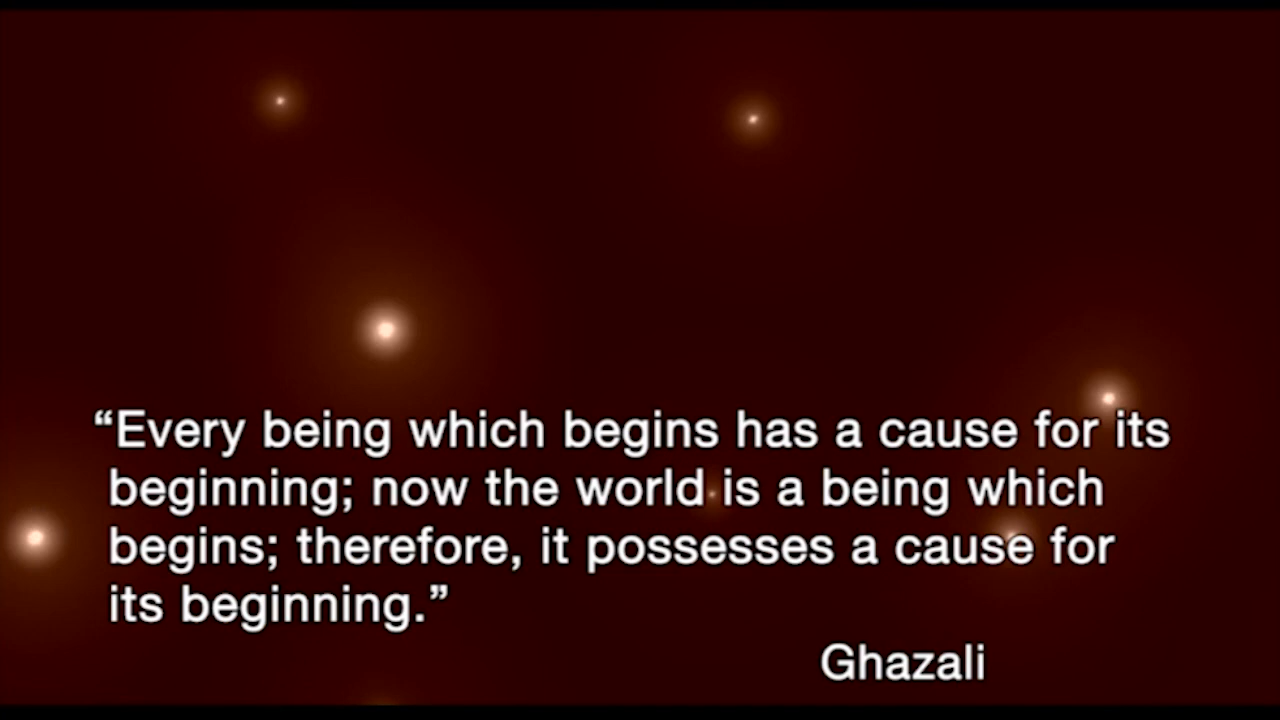 “Every being which begins has a cause for its
beginning; now the world is a being which
begins; therefore, it possesses a cause for
its beginning.”
Ghazali